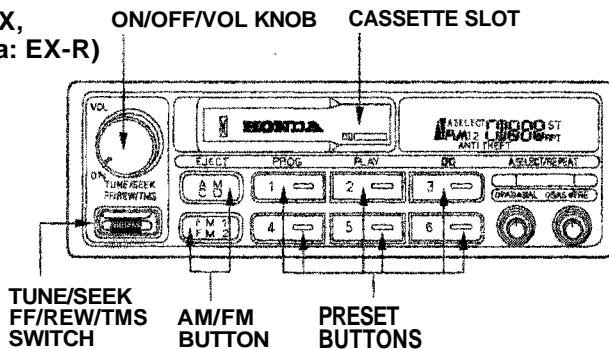 X,
a: EX-R)
ON/OFF/VOL KNOB
CASSETTE SLOT
VOL
HONDA
A.SELECT
ST
RPT
ANTI THEFT
EJECT PROG PLAY A.SELECT/REPEAT
TUNE/SEEK
FF/REW/TMS
1 2 3
4 5 6
TUNE/SEEK
FF/REW/TMS
SWITCH
AM/FM
BUTTON
PRESET
BUTTONS